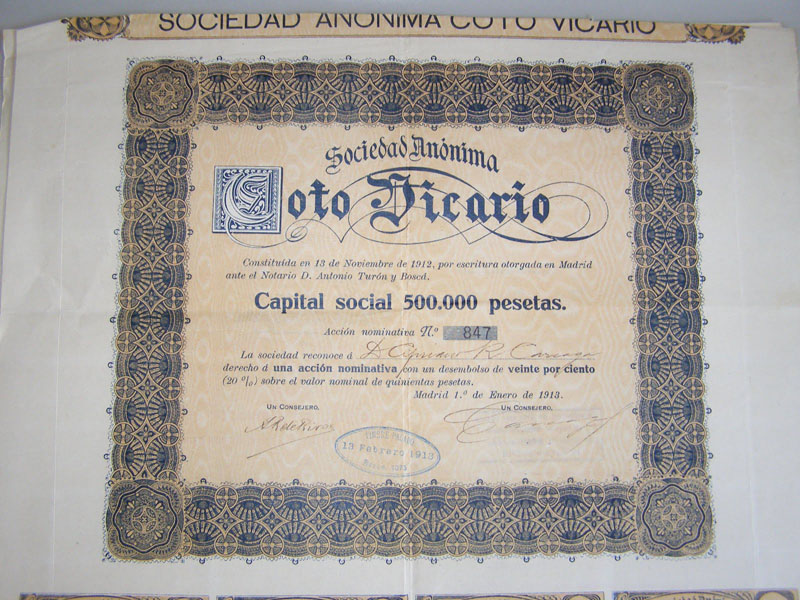 SOCIEDAD ANÓNIMA COTO VICARIO
Sociedad Anónima
Coto Vicario
Constituída en 13 de Noviembre de 1912, por escritura otorgada en Madrid
ante el Notario D. Antonio Turón y Boscá.
Capital social 500.000 pesetas.
Acción nominativa N.º 847
La sociedad reconoce á D. Cipriano R.
derecho á una acción nominativa con un desembolso de veinte por ciento
(20 %) sobre el valor nominal de quinientas pesetas.
Madrid 1.º de Enero de 1913.
UN CONSEJERO,
UN CONSEJERO,
13 Febrero 1913